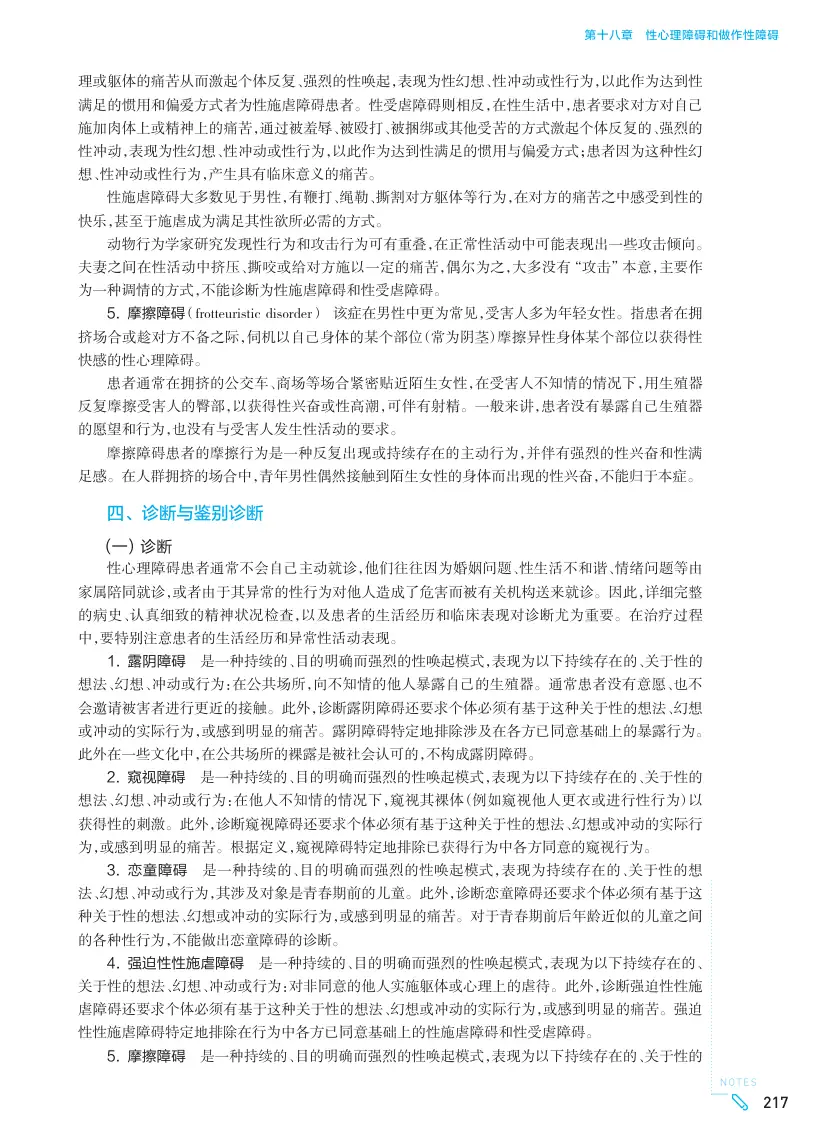 第十八章　性心理障碍和做作性障碍
理或躯体的痛苦从而激起个体反复、强烈的性唤起，表现为性幻想、性冲动或性行为，以此作为达到性
满足的惯用和偏爱方式者为性施虐障碍患者。性受虐障碍则相反，在性生活中，患者要求对方对自己
施加肉体上或精神上的痛苦，通过被羞辱、被殴打、被捆绑或其他受苦的方式激起个体反复的、强烈的
性冲动，表现为性幻想、性冲动或性行为，以此作为达到性满足的惯用与偏爱方式；患者因为这种性幻
想、性冲动或性行为，产生具有临床意义的痛苦。
性施虐障碍大多数见于男性，有鞭打、绳勒、撕割对方躯体等行为，在对方的痛苦之中感受到性的
快乐，甚至于施虐成为满足其性欲所必需的方式。
动物行为学家研究发现性行为和攻击行为可有重叠，在正常性活动中可能表现出一些攻击倾向。
夫妻之间在性活动中挤压、撕咬或给对方施以一定的痛苦，偶尔为之，大多没有“攻击”本意，主要作
为一种调情的方式，不能诊断为性施虐障碍和性受虐障碍。
5. 摩擦障碍（frotteuristic disorder）　该症在男性中更为常见，受害人多为年轻女性。指患者在拥
挤场合或趁对方不备之际，伺机以自己身体的某个部位（常为阴茎）摩擦异性身体某个部位以获得性
快感的性心理障碍。
患者通常在拥挤的公交车、商场等场合紧密贴近陌生女性，在受害人不知情的情况下，用生殖器
反复摩擦受害人的臀部，以获得性兴奋或性高潮，可伴有射精。一般来讲，患者没有暴露自己生殖器
的愿望和行为，也没有与受害人发生性活动的要求。
摩擦障碍患者的摩擦行为是一种反复出现或持续存在的主动行为，并伴有强烈的性兴奋和性满
足感。在人群拥挤的场合中，青年男性偶然接触到陌生女性的身体而出现的性兴奋，不能归于本症。
四、诊断与鉴别诊断
（一）诊断
性心理障碍患者通常不会自己主动就诊，他们往往因为婚姻问题、性生活不和谐、情绪问题等由
家属陪同就诊，或者由于其异常的性行为对他人造成了危害而被有关机构送来就诊。因此，详细完整
的病史、认真细致的精神状况检查，以及患者的生活经历和临床表现对诊断尤为重要。在治疗过程
中，要特别注意患者的生活经历和异常性活动表现。
1. 露阴障碍　是一种持续的、目的明确而强烈的性唤起模式，表现为以下持续存在的、关于性的
想法、幻想、冲动或行为：在公共场所，向不知情的他人暴露自己的生殖器。通常患者没有意愿、也不
会邀请被害者进行更近的接触。此外，诊断露阴障碍还要求个体必须有基于这种关于性的想法、幻想
或冲动的实际行为，或感到明显的痛苦。露阴障碍特定地排除涉及在各方已同意基础上的暴露行为。
此外在一些文化中，在公共场所的裸露是被社会认可的，不构成露阴障碍。
2. 窥视障碍　是一种持续的、目的明确而强烈的性唤起模式，表现为以下持续存在的、关于性的
想法、幻想、冲动或行为：在他人不知情的情况下，窥视其裸体（例如窥视他人更衣或进行性行为）以
获得性的刺激。此外，诊断窥视障碍还要求个体必须有基于这种关于性的想法、幻想或冲动的实际行
为，或感到明显的痛苦。根据定义，窥视障碍特定地排除已获得行为中各方同意的窥视行为。
3. 恋童障碍　是一种持续的、目的明确而强烈的性唤起模式，表现为持续存在的、关于性的想
法、幻想、冲动或行为，其涉及对象是青春期前的儿童。此外，诊断恋童障碍还要求个体必须有基于这
种关于性的想法、幻想或冲动的实际行为，或感到明显的痛苦。对于青春期前后年龄近似的儿童之间
的各种性行为，不能做出恋童障碍的诊断。
4. 强迫性性施虐障碍　是一种持续的、目的明确而强烈的性唤起模式，表现为以下持续存在的、
关于性的想法、幻想、冲动或行为：对非同意的他人实施躯体或心理上的虐待。此外，诊断强迫性性施
虐障碍还要求个体必须有基于这种关于性的想法、幻想或冲动的实际行为，或感到明显的痛苦。强迫
性性施虐障碍特定地排除在行为中各方已同意基础上的性施虐障碍和性受虐障碍。
5. 摩擦障碍　是一种持续的、目的明确而强烈的性唤起模式，表现为以下持续存在的、关于性的
NOTES
217